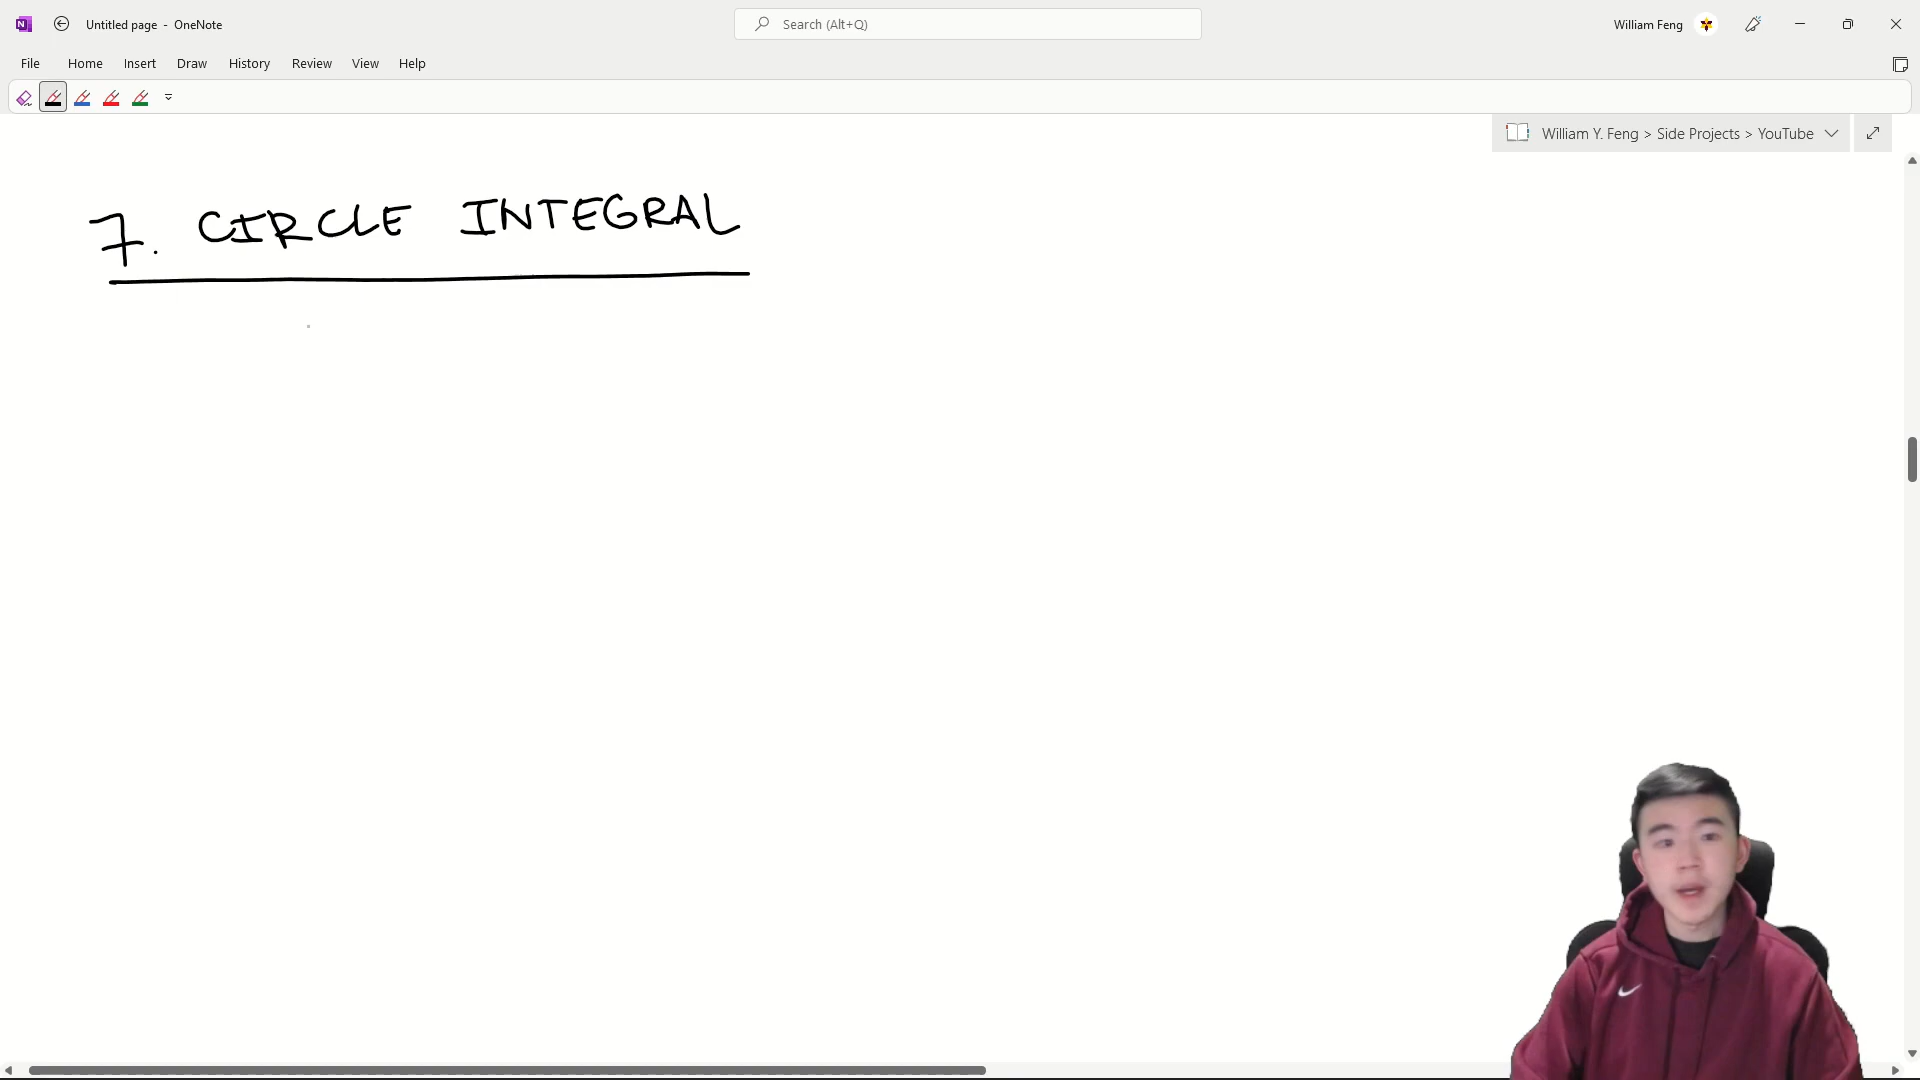 Untitled page - OneNote
Search (Alt+Q)
William Feng
File Home Insert Draw History Review View Help
William Y. Feng > Side Projects > YouTube
7. CIRCLE INTEGRAL